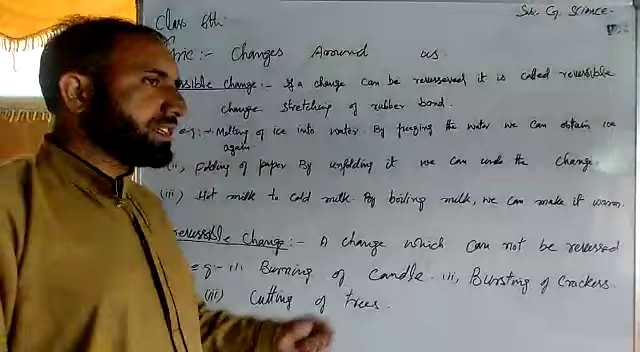 Class 8th:
Sub:- G. Science.
ic :- Changes Around us
sible change :- If a change can be reversed it is called reversible
change stretching of rubber band.
e.g :- Melting of ice into water. By freezing the water we can obtain ice
again.
(ii) Folding of paper By unfolding it we can undo the change.
(iii) Hot milk to cold milk. By boiling milk, we can make it warm.
reversible Change :- A change which can not be reversed
e.g :- (i) Burning of candle. (ii) Bursting of Crackers.
(iii) Cutting of trees.